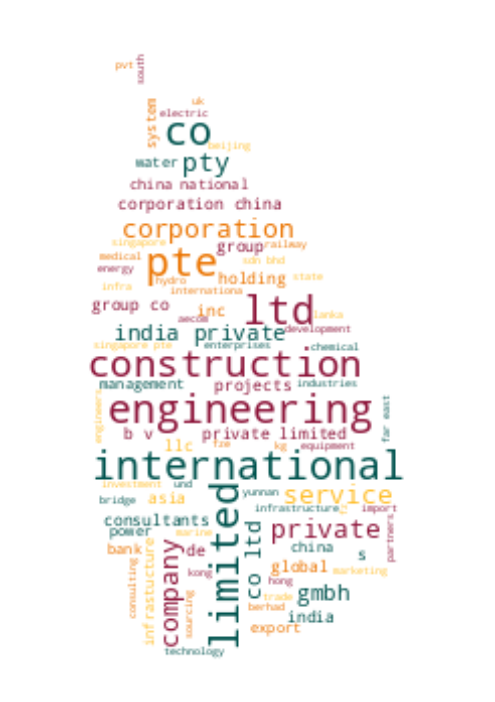 pvt
south
uk
system
electric
co
beijing
water pty
china national
corporation china
corporation
singapore group railway
medical pte sdn bhd
energy hydro holding state
infra internationa
group co inc ltd lanka
aecom
india private development
singapore pte enterprises chemical
construction
management projects industries
engineers engineering far east
b v private limited
llc fze kg equipment
international
investment und yunnan service
bridge asia limited infrastructure import
consultants co ltd private partners
power marine china s
bank company de
consulting infrastucture kong global marketing
hong
sourcing trade gmbh
berhad india
export
technology